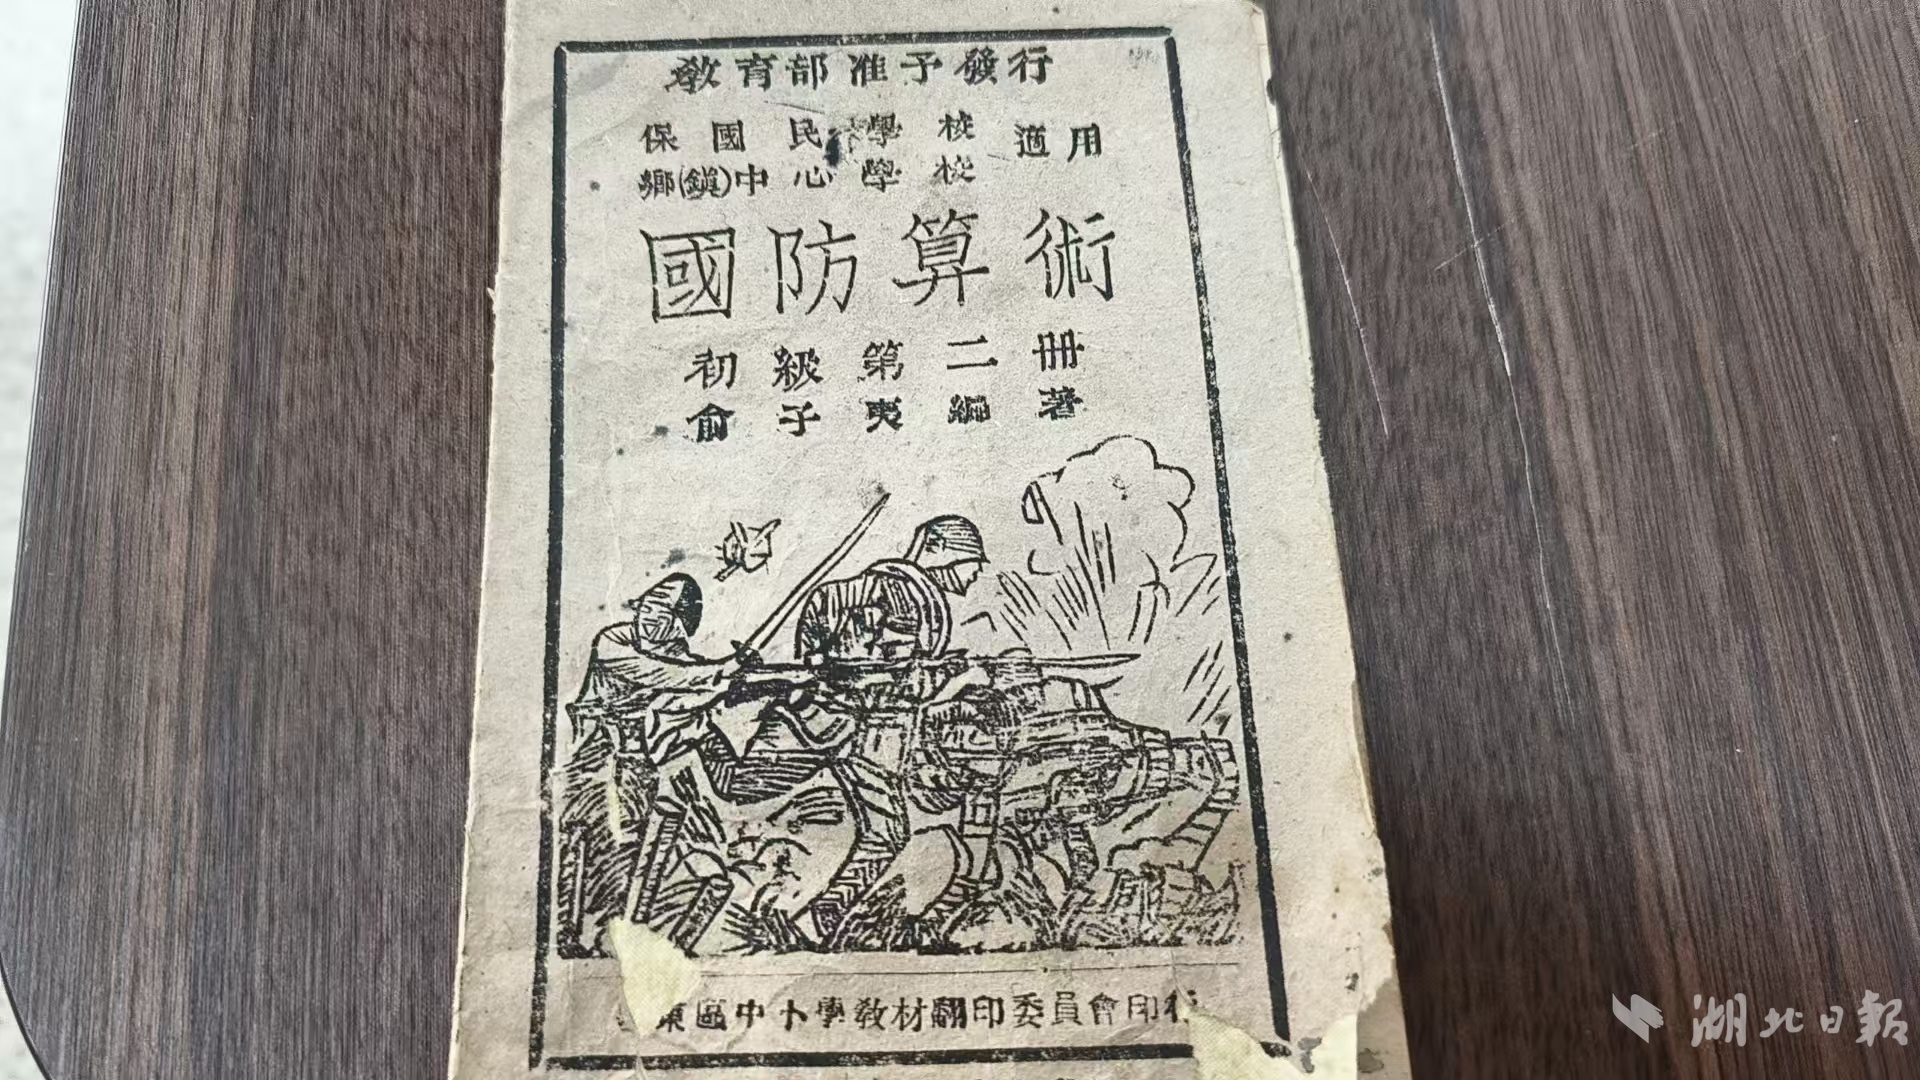 教育部准予發行
保國民學校
鄉(鎮)中心學校
適用
國防算術
初級第二冊
俞子夷編著
東區中小學教材翻印委員會印行
湖北日報